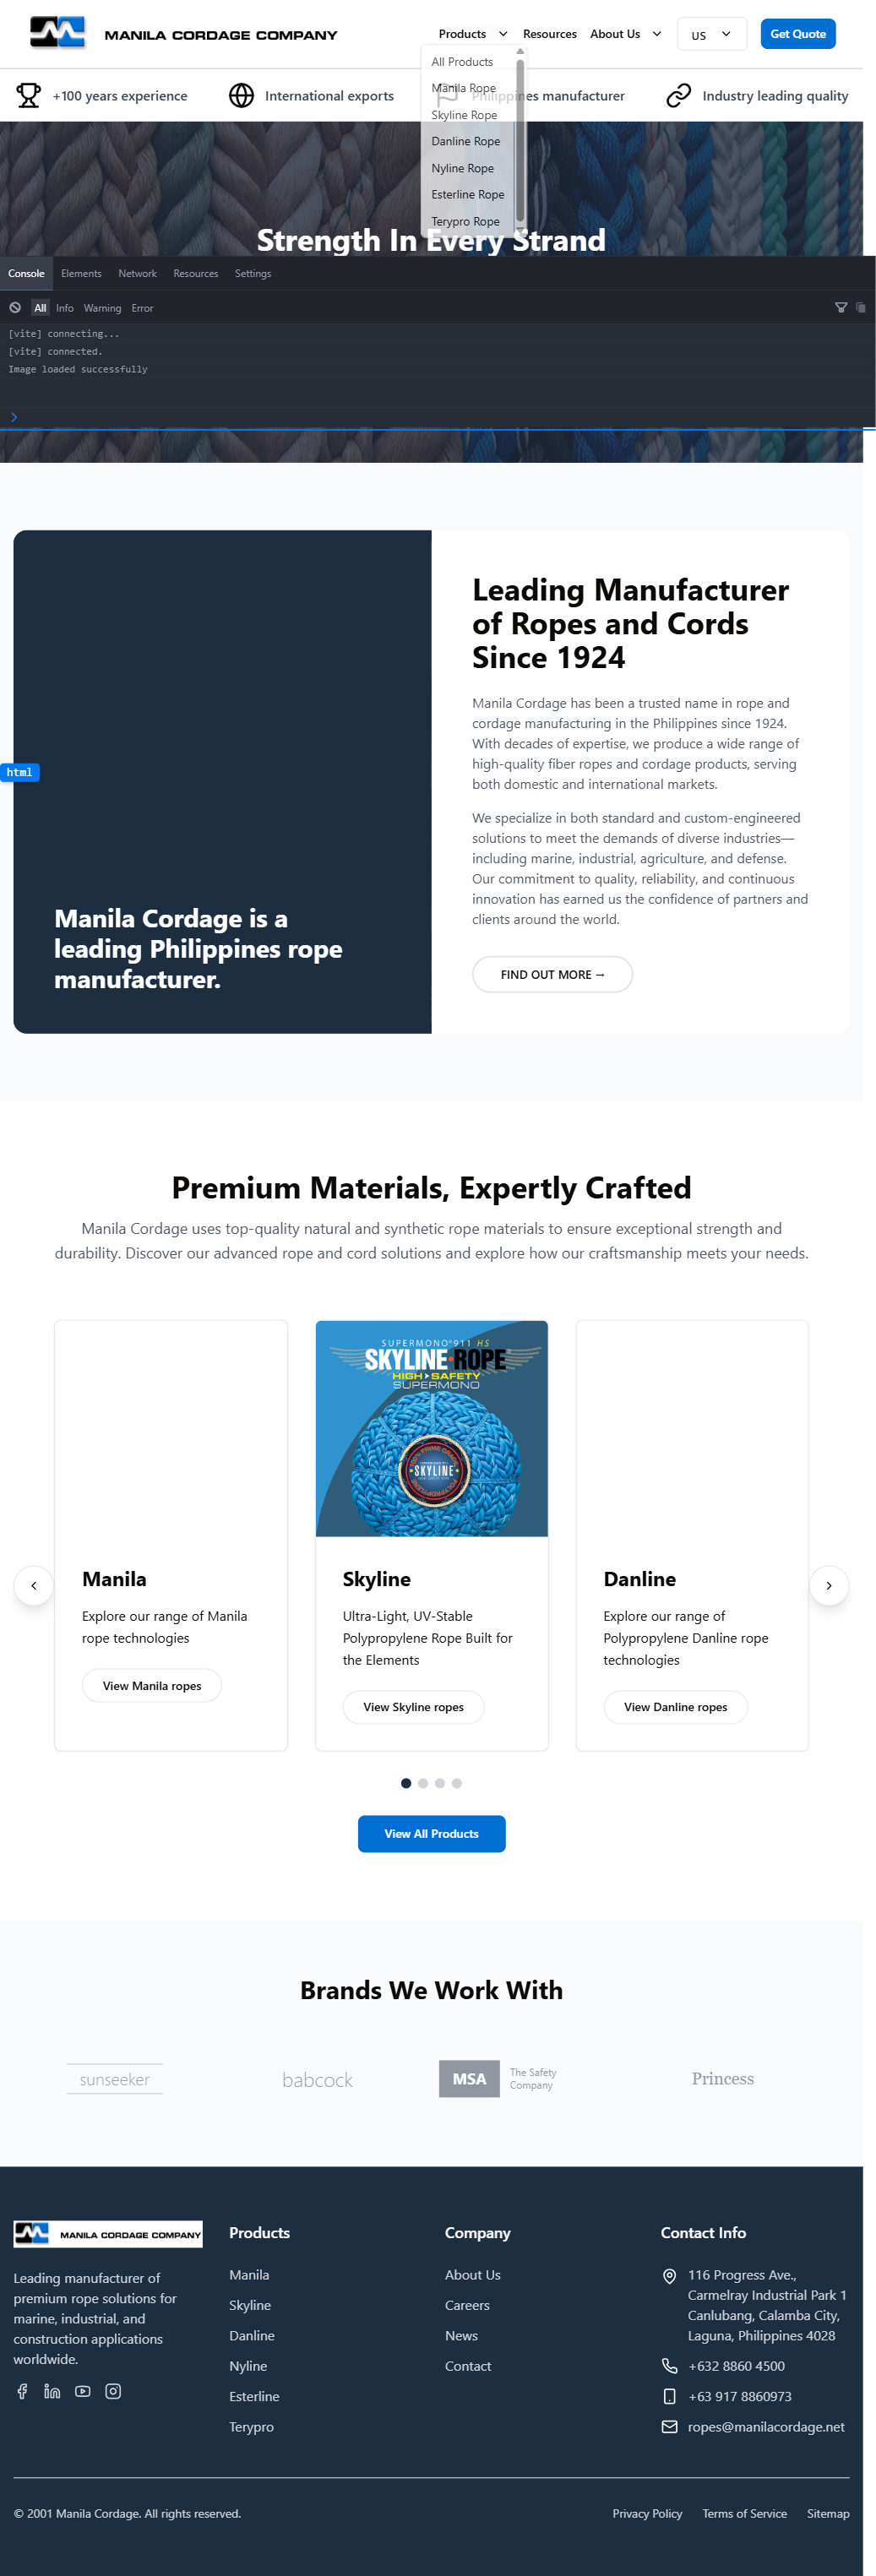 MANILA CORDAGE COMPANY
Products
Resources
About Us
US
Get Quote
All Products
Manila Rope
Skyline Rope
Danline Rope
Nyline Rope
Esterline Rope
Terypro Rope
+100 years experience
International exports
Philippines manufacturer
Industry leading quality
Strength In Every Strand
Console
Elements
Network
Resources
Settings
All
Info
Warning
Error
[vite] connecting...
[vite] connected.
Image loaded successfully
html
Manila Cordage is a
leading Philippines rope
manufacturer.
Leading Manufacturer
of Ropes and Cords
Since 1924
Manila Cordage has been a trusted name in rope and
cordage manufacturing in the Philippines since 1924.
With decades of expertise, we produce a wide range of
high-quality fiber ropes and cordage products, serving
both domestic and international markets.
We specialize in both standard and custom-engineered
solutions to meet the demands of diverse industries—
including marine, industrial, agriculture, and defense.
Our commitment to quality, reliability, and continuous
innovation has earned us the confidence of partners and
clients around the world.
FIND OUT MORE →
Premium Materials, Expertly Crafted
Manila Cordage uses top-quality natural and synthetic rope materials to ensure exceptional strength and
durability. Discover our advanced rope and cord solutions and explore how our craftsmanship meets your needs.
SUPERMONO®911 HS
SKYLINE ROPE
HIGH SAFETY
SUPERMONO
SKYLINE
POLYPROPYLENE
Manila
Explore our range of Manila
rope technologies
View Manila ropes
Skyline
Ultra-Light, UV-Stable
Polypropylene Rope Built for
the Elements
View Skyline ropes
Danline
Explore our range of
Polypropylene Danline rope
technologies
View Danline ropes
View All Products
Brands We Work With
sunseeker
babcock
MSA
The Safety
Company
Princess
MANILA CORDAGE COMPANY
Leading manufacturer of
premium rope solutions for
marine, industrial, and
construction applications
worldwide.
Products
Manila
Skyline
Danline
Nyline
Esterline
Terypro
Company
About Us
Careers
News
Contact
Contact Info
116 Progress Ave.,
Carmelray Industrial Park 1
Canlubang, Calamba City,
Laguna, Philippines 4028
+632 8860 4500
+63 917 8860973
ropes@manilacordage.net
© 2001 Manila Cordage. All rights reserved.
Privacy Policy
Terms of Service
Sitemap